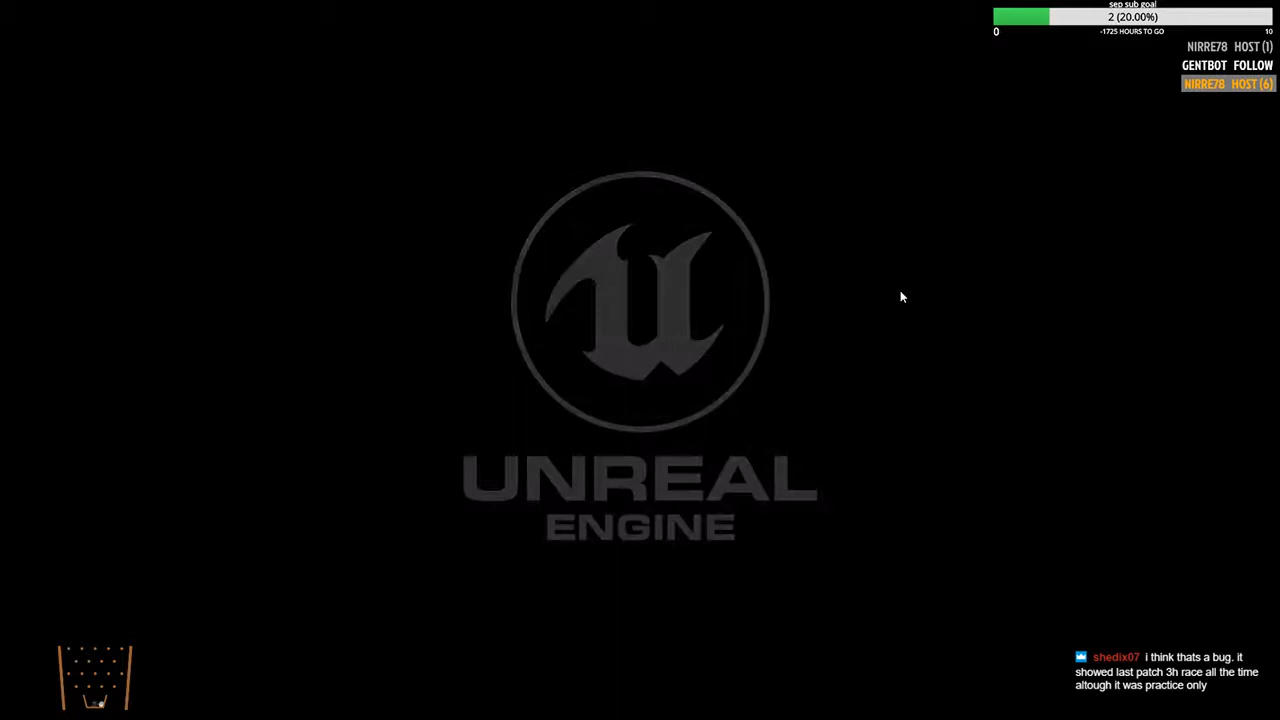 sep sub goal
2 (20.00%)
0
-1725 HOURS TO GO
10
NIRRE78 HOST (1)
GENTBOT FOLLOW
NIRRE78 HOST (6)
UNREAL
ENGINE
shedix07 i think thats a bug. it
showed last patch 3h race all the time
altough it was practice only